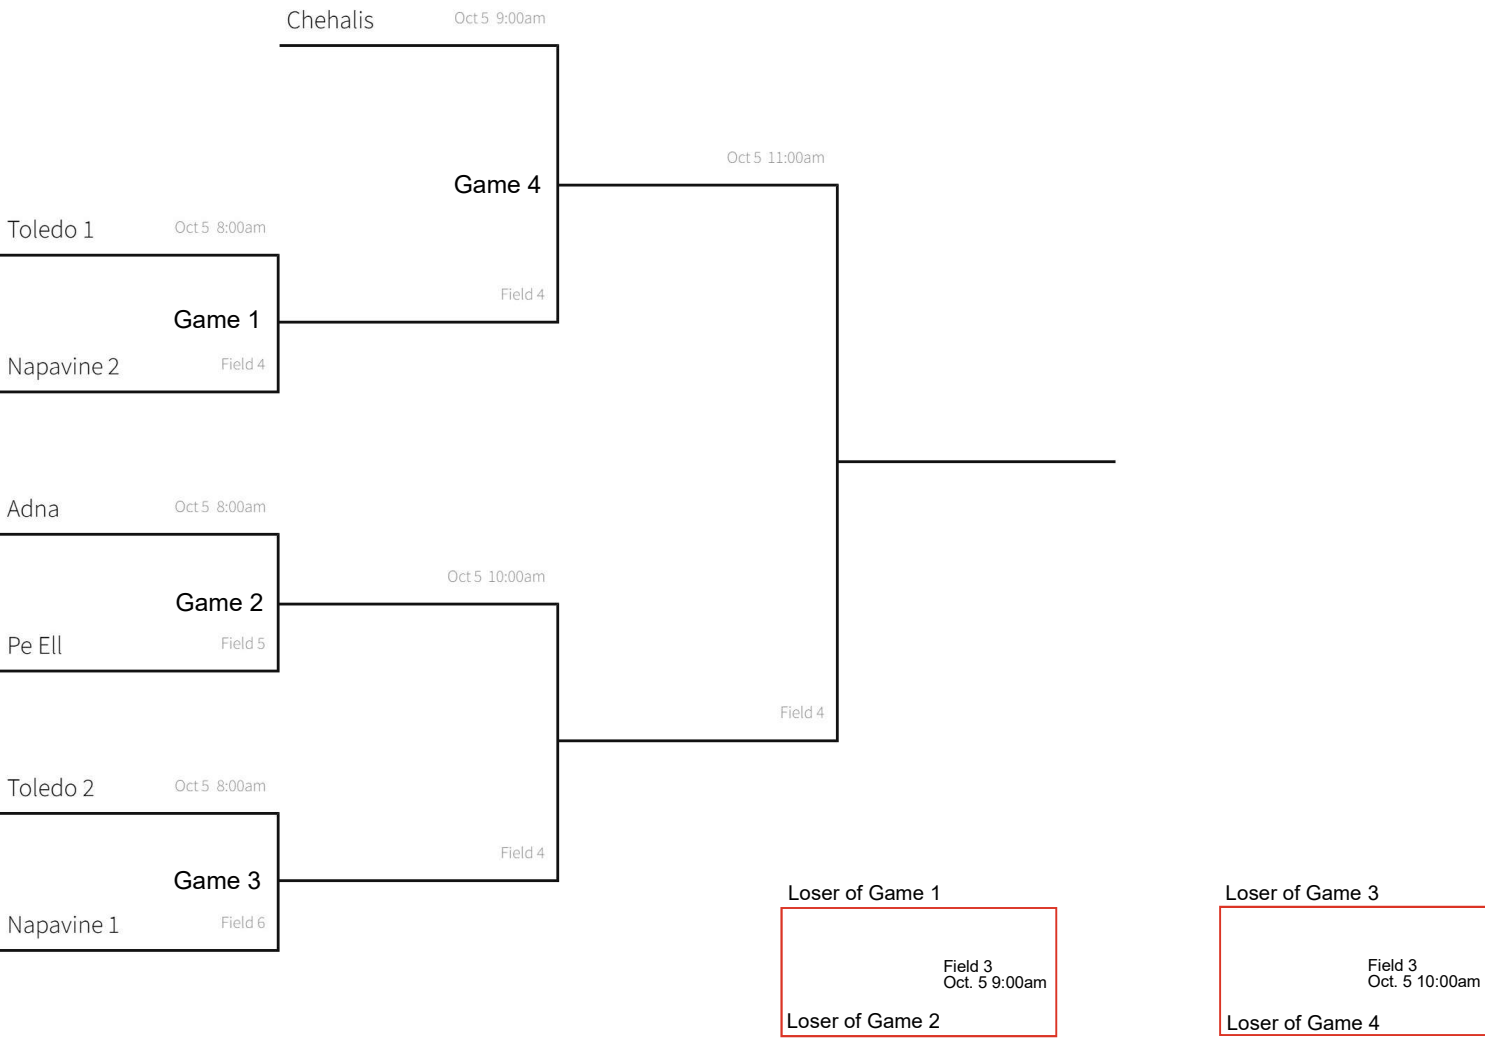 Chehalis Oct 5 9:00am
Oct 5 11:00am
Game 4
Toledo 1 Oct 5 8:00am
Field 4
Game 1
Napavine 2 Field 4
Adna Oct 5 8:00am
Oct 5 10:00am
Game 2
Pe Ell Field 5
Field 4
Toledo 2 Oct 5 8:00am
Field 4
Game 3
Napavine 1 Field 6
Loser of Game 1
Field 3
Oct. 5 9:00am
Loser of Game 2
Loser of Game 3
Field 3
Oct. 5 10:00am
Loser of Game 4